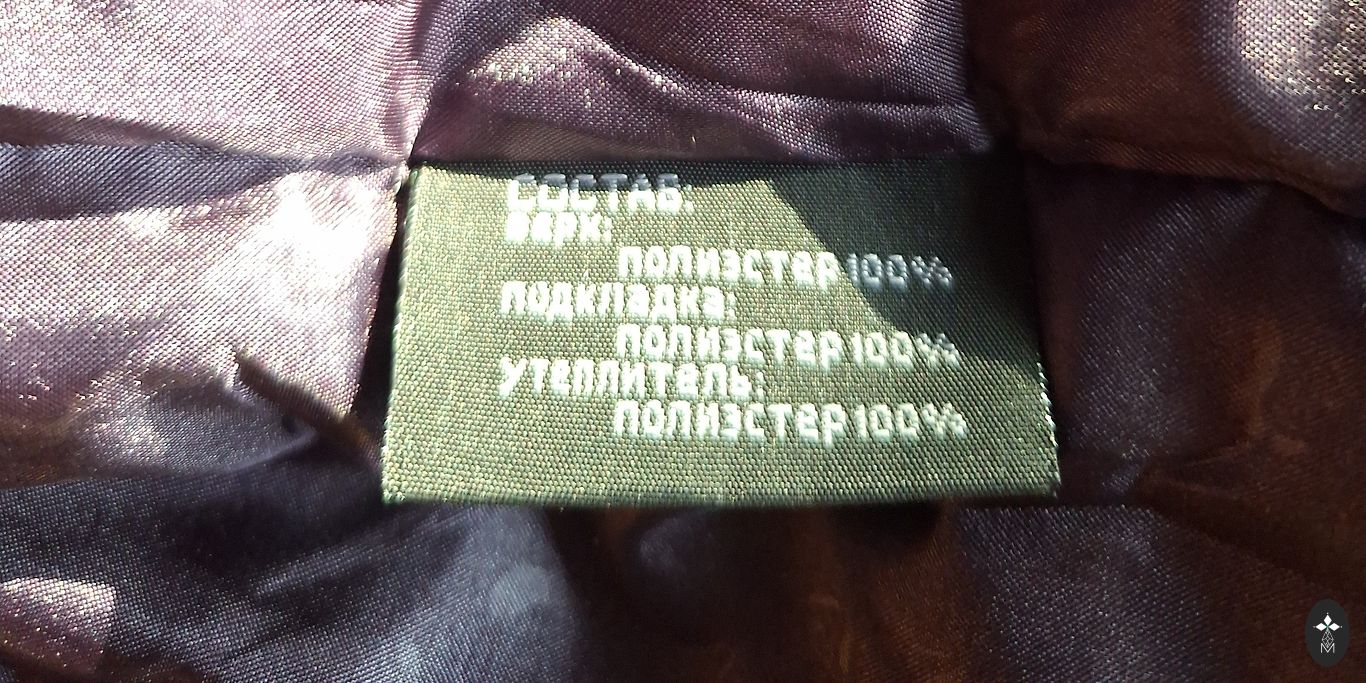 СОСТАВ:
верх:
полиэстер 100%
подкладка:
полиэстер 100%
утеплитель:
полиэстер 100%